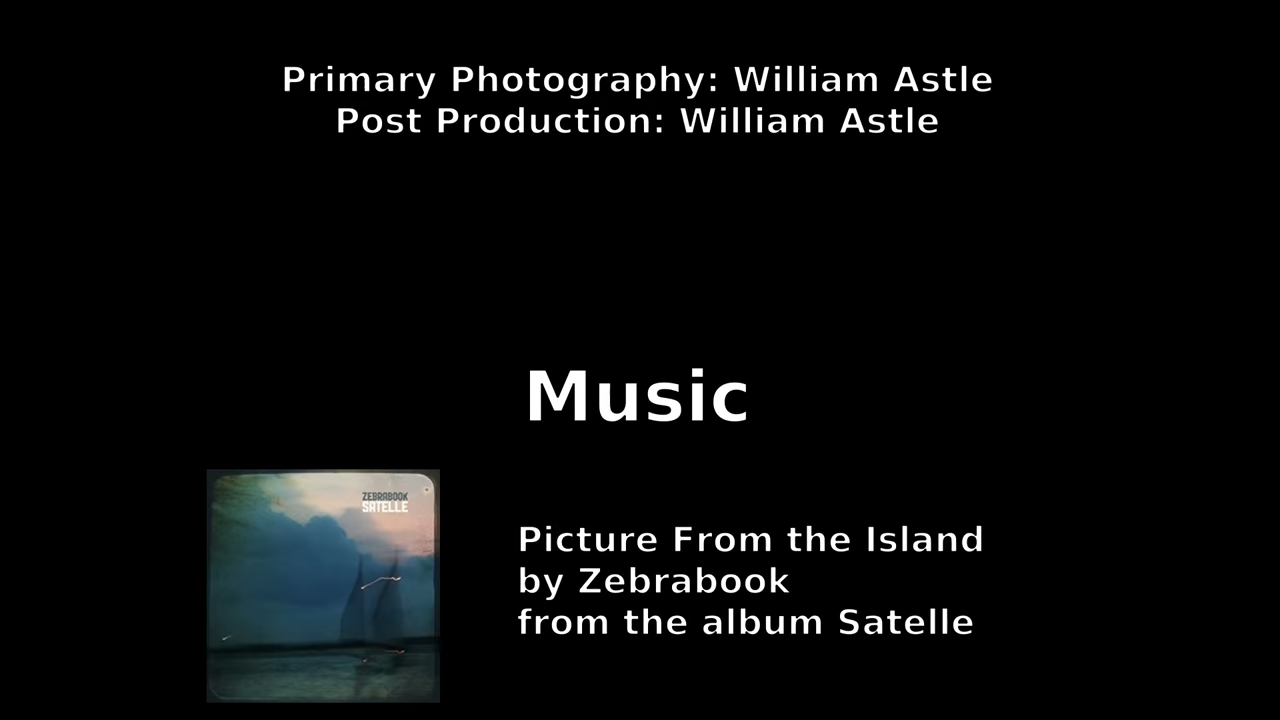 Primary Photography: William Astle
Post Production: William Astle
Music
ZEBRABOOK
SATELLE
Picture From the Island
by Zebrabook
from the album Satelle